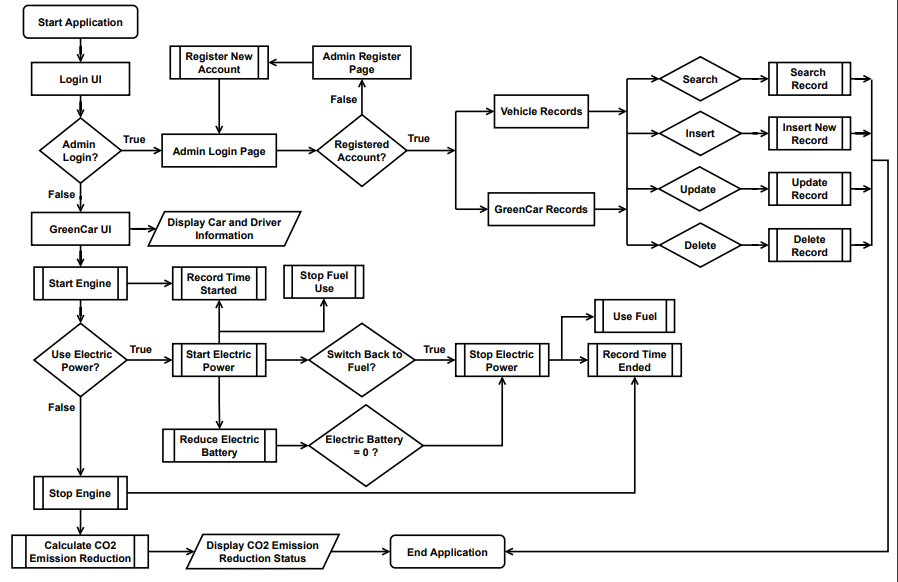 Start Application
Login UI
Admin
Login?
True
False
Register New
Account
Admin Register
Page
False
Admin Login Page
Registered
Account?
True
Vehicle Records
GreenCar Records
Search
Search
Record
Insert
Insert New
Record
Update
Update
Record
Delete
Delete
Record
GreenCar UI
Display Car and Driver
Information
Start Engine
Record Time
Started
Stop Fuel
Use
Use Electric
Power?
True
False
Start Electric
Power
Switch Back to
Fuel?
True
Stop Electric
Power
Use Fuel
Record Time
Ended
Reduce Electric
Battery
Electric Battery
= 0 ?
Stop Engine
Calculate CO2
Emission Reduction
Display CO2 Emission
Reduction Status
End Application